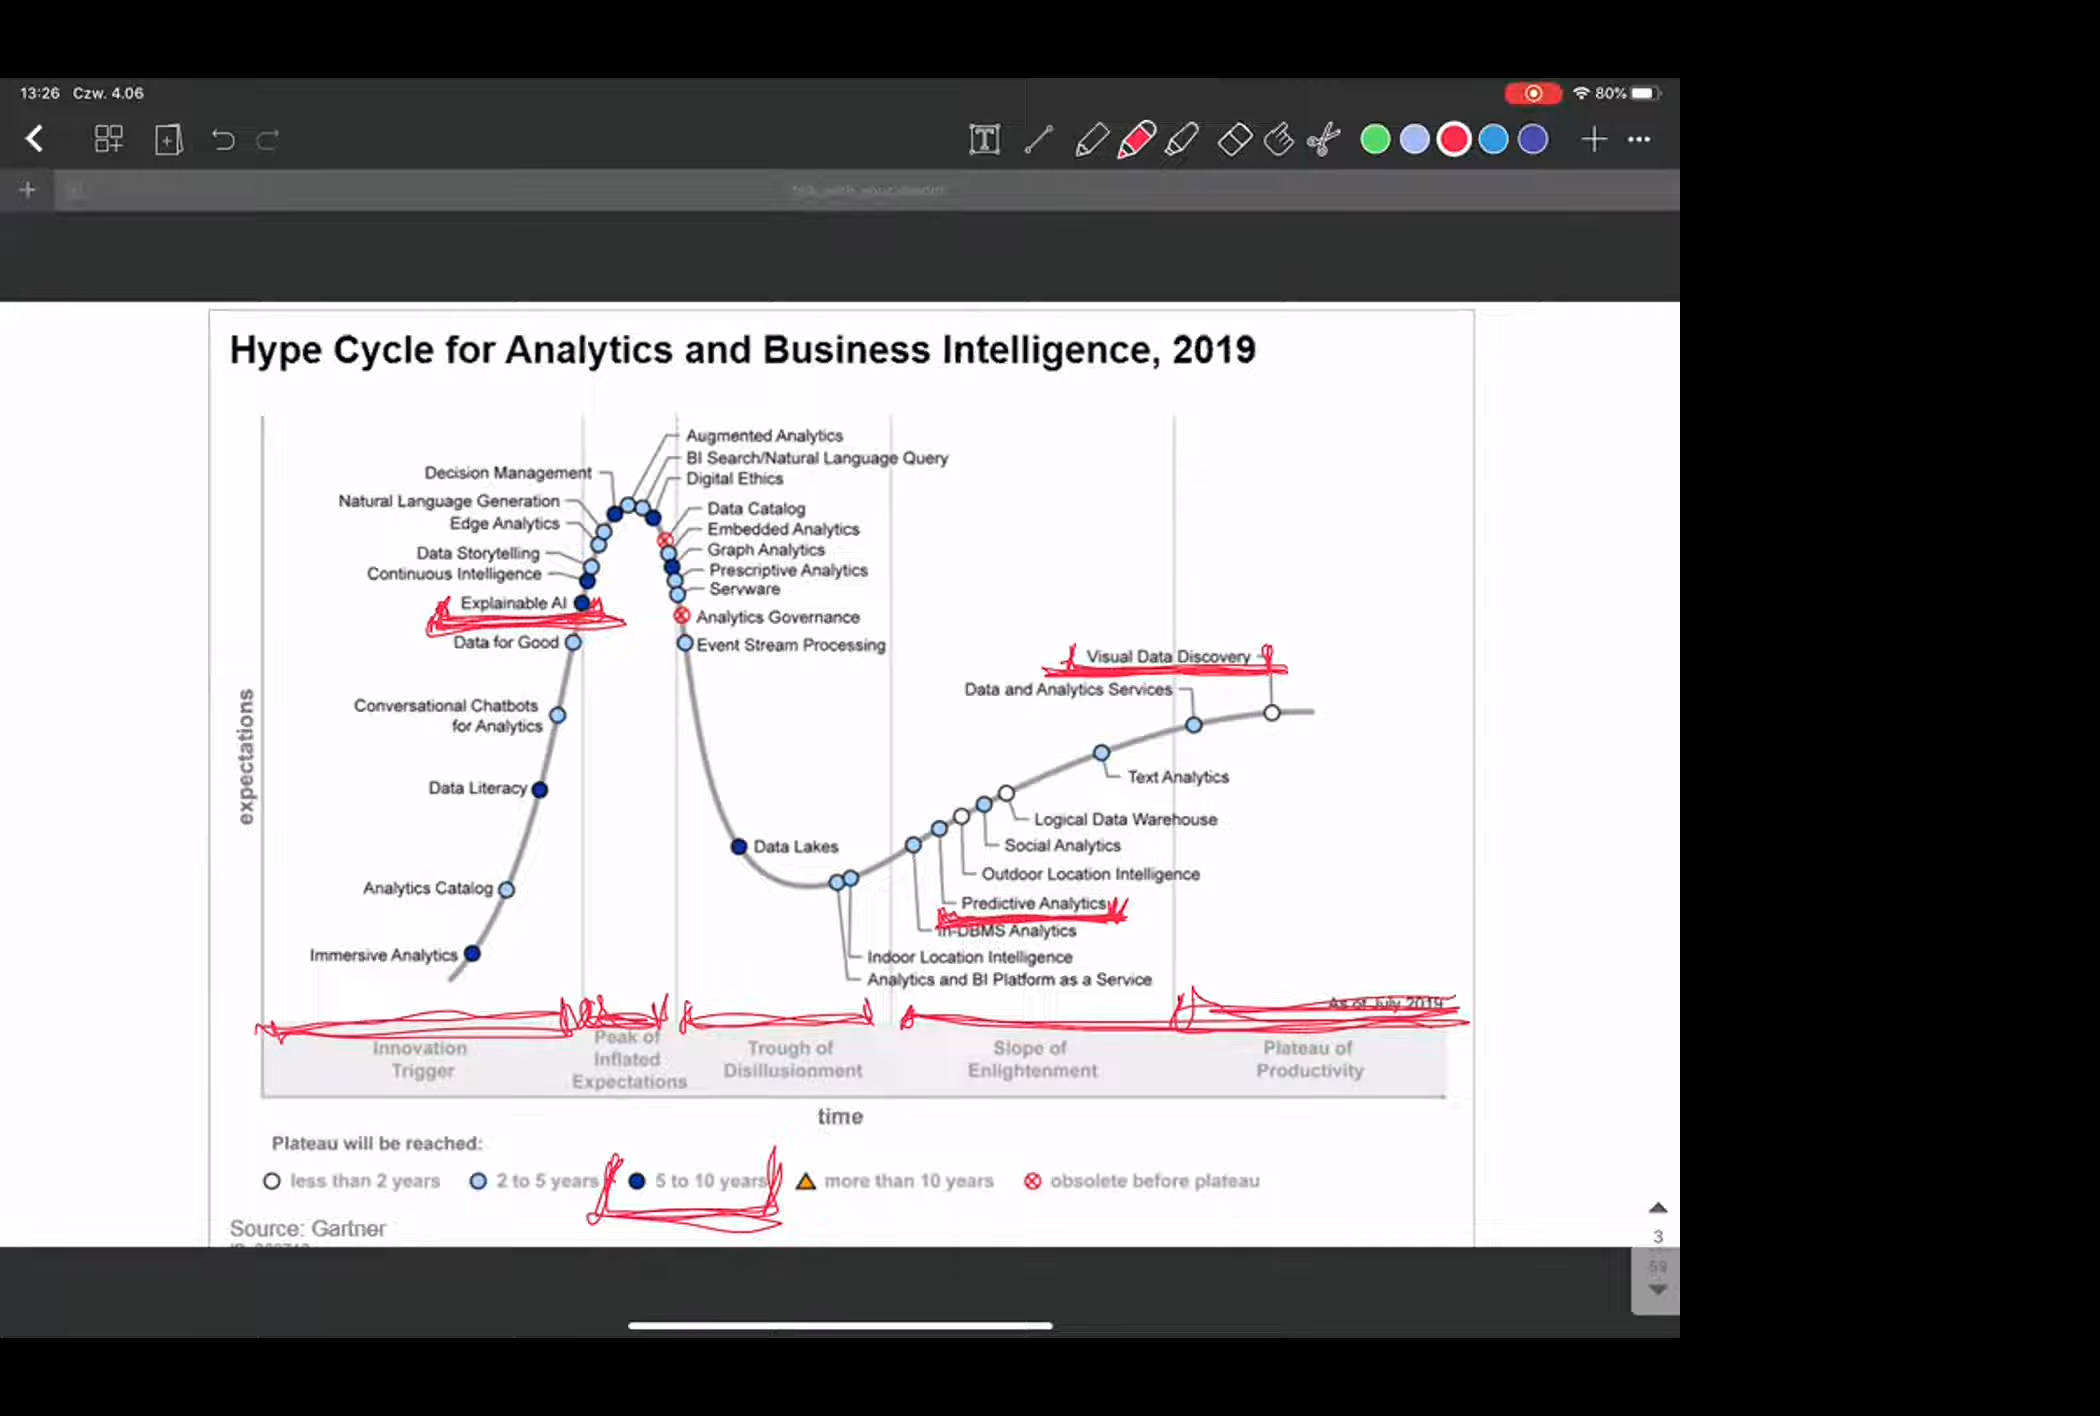 13:26 Czw. 4.06
80%
Hype Cycle for Analytics and Business Intelligence, 2019
Augmented Analytics
BI Search/Natural Language Query
Decision Management
Digital Ethics
Natural Language Generation
Data Catalog
Edge Analytics
Embedded Analytics
Data Storytelling
Graph Analytics
Continuous Intelligence
Prescriptive Analytics
Servware
Explainable AI
Analytics Governance
Data for Good
Event Stream Processing
Visual Data Discovery
Data and Analytics Services
Conversational Chatbots
for Analytics
Text Analytics
Data Literacy
Logical Data Warehouse
Data Lakes
Social Analytics
Outdoor Location Intelligence
Analytics Catalog
Predictive Analytics
In-DBMS Analytics
Immersive Analytics
Indoor Location Intelligence
Analytics and BI Platform as a Service
expectations
As of July 2019
Innovation
Trigger
Peak of
Inflated
Expectations
Trough of
Disillusionment
Slope of
Enlightenment
Plateau of
Productivity
time
Plateau will be reached:
less than 2 years
2 to 5 years
5 to 10 years
more than 10 years
obsolete before plateau
Source: Gartner
3
59